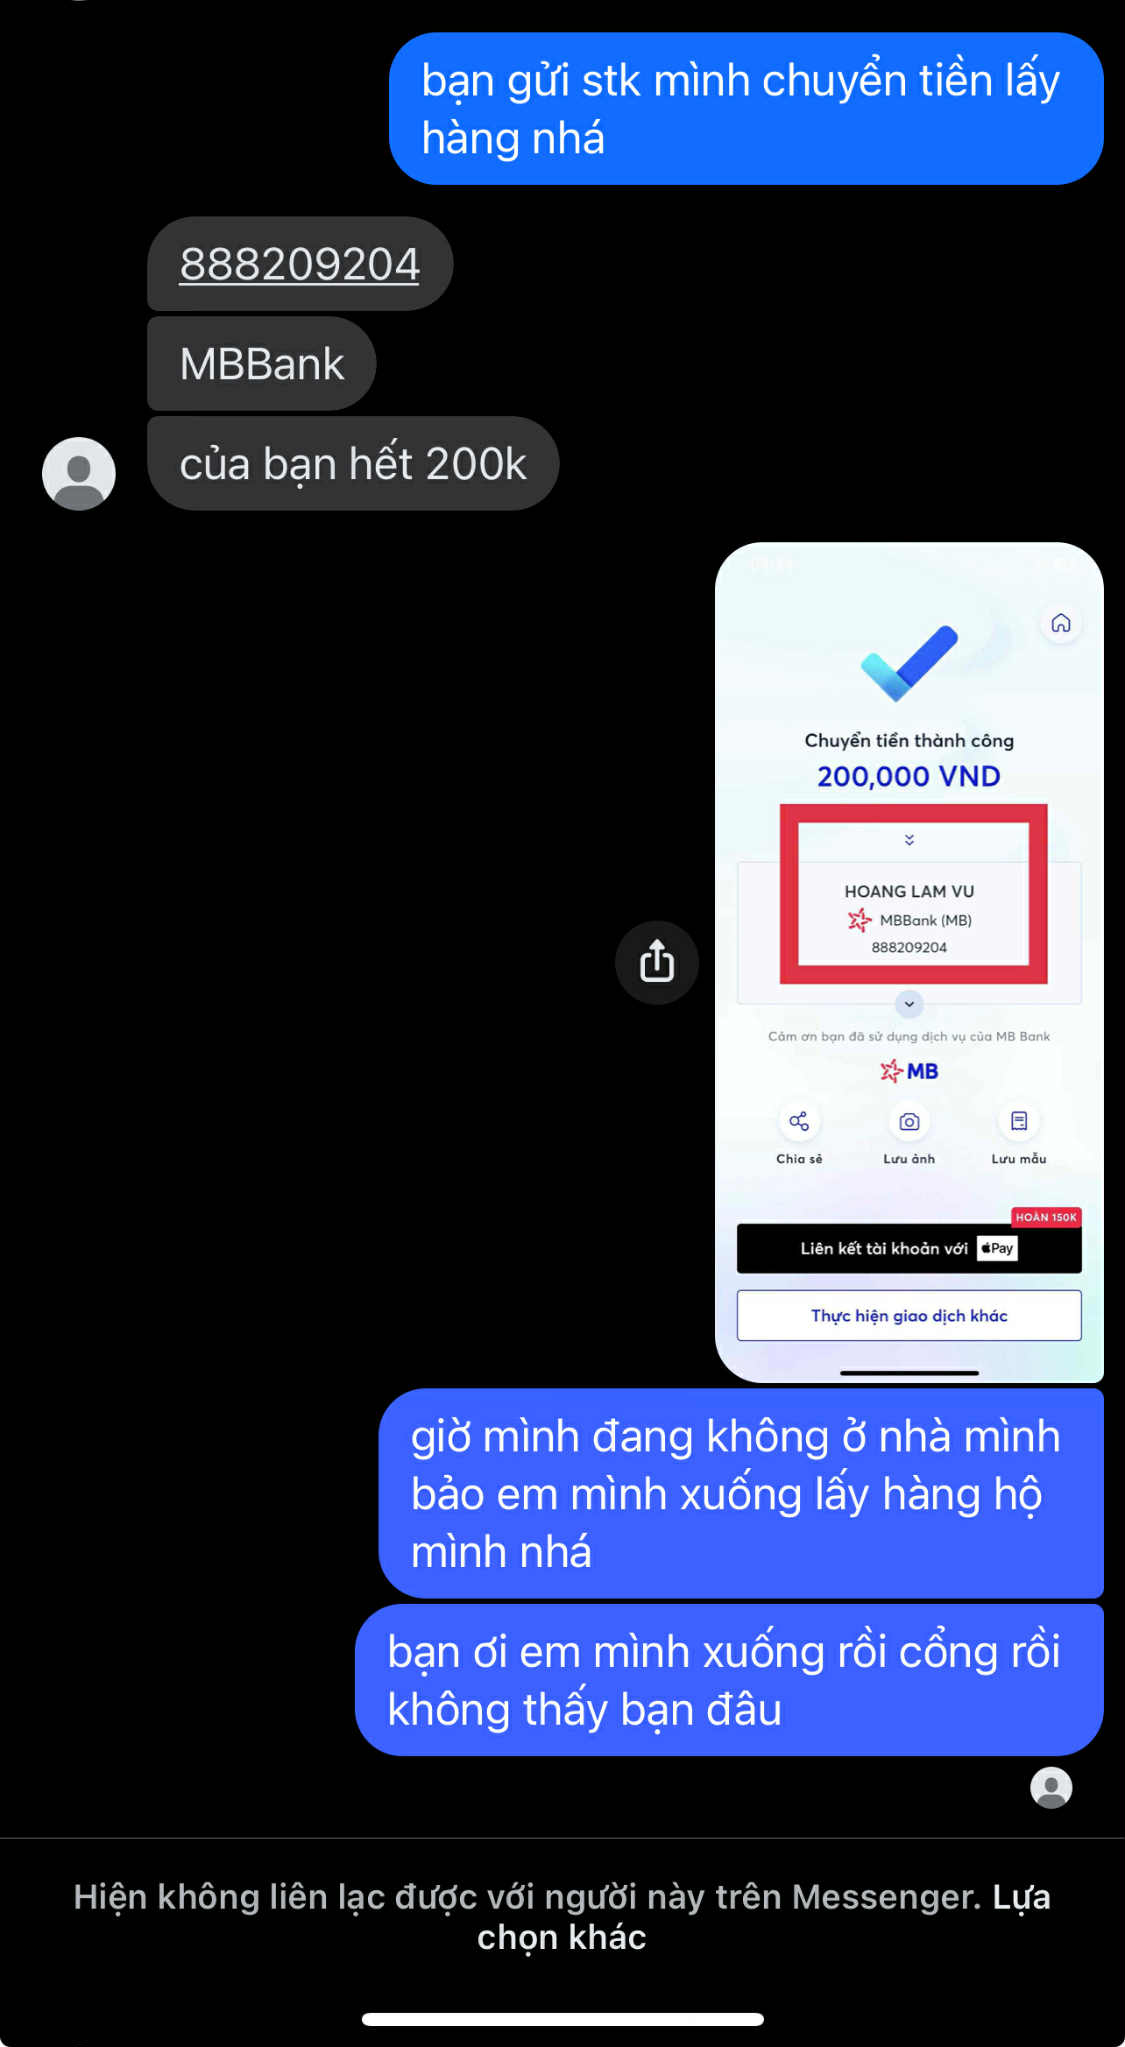 bạn gửi stk mình chuyển tiền lấy
hàng nhá
888209204
MBBank
của bạn hết 200k
Chuyển tiền thành công
200,000 VND
HOANG LAM VU
MBBank (MB)
888209204
Cảm ơn bạn đã sử dụng dịch vụ của MB Bank
MB
Chia sẻ
Lưu ảnh
Lưu mẫu
HOÀN 150K
Liên kết tài khoản với Pay
Thực hiện giao dịch khác
giờ mình đang không ở nhà mình
bảo em mình xuống lấy hàng hộ
mình nhá
bạn ơi em mình xuống rồi cổng rồi
không thấy bạn đâu
Hiện không liên lạc được với người này trên Messenger. Lựa
chọn khác